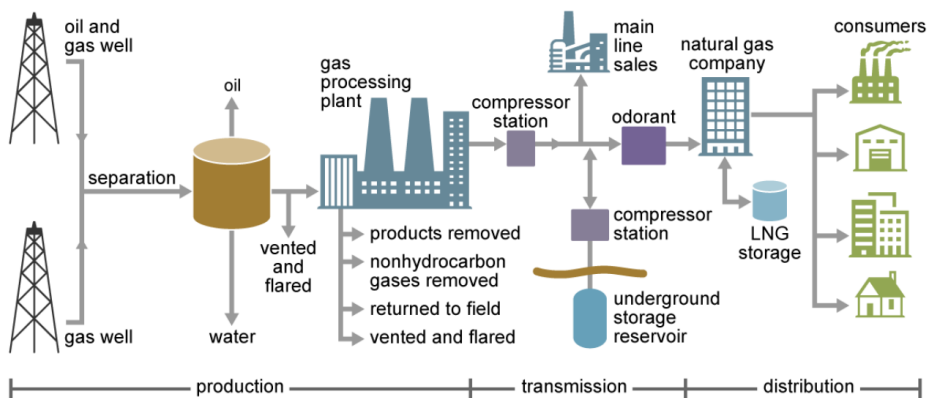 oil and
gas well
oil
separation
gas well
water
vented
and
flared
gas
processing
plant
products removed
nonhydrocarbon
gases removed
returned to field
vented and flared
compressor
station
main
line
sales
odorant
compressor
station
underground
storage
reservoir
natural gas
company
LNG
storage
consumers
production
transmission
distribution